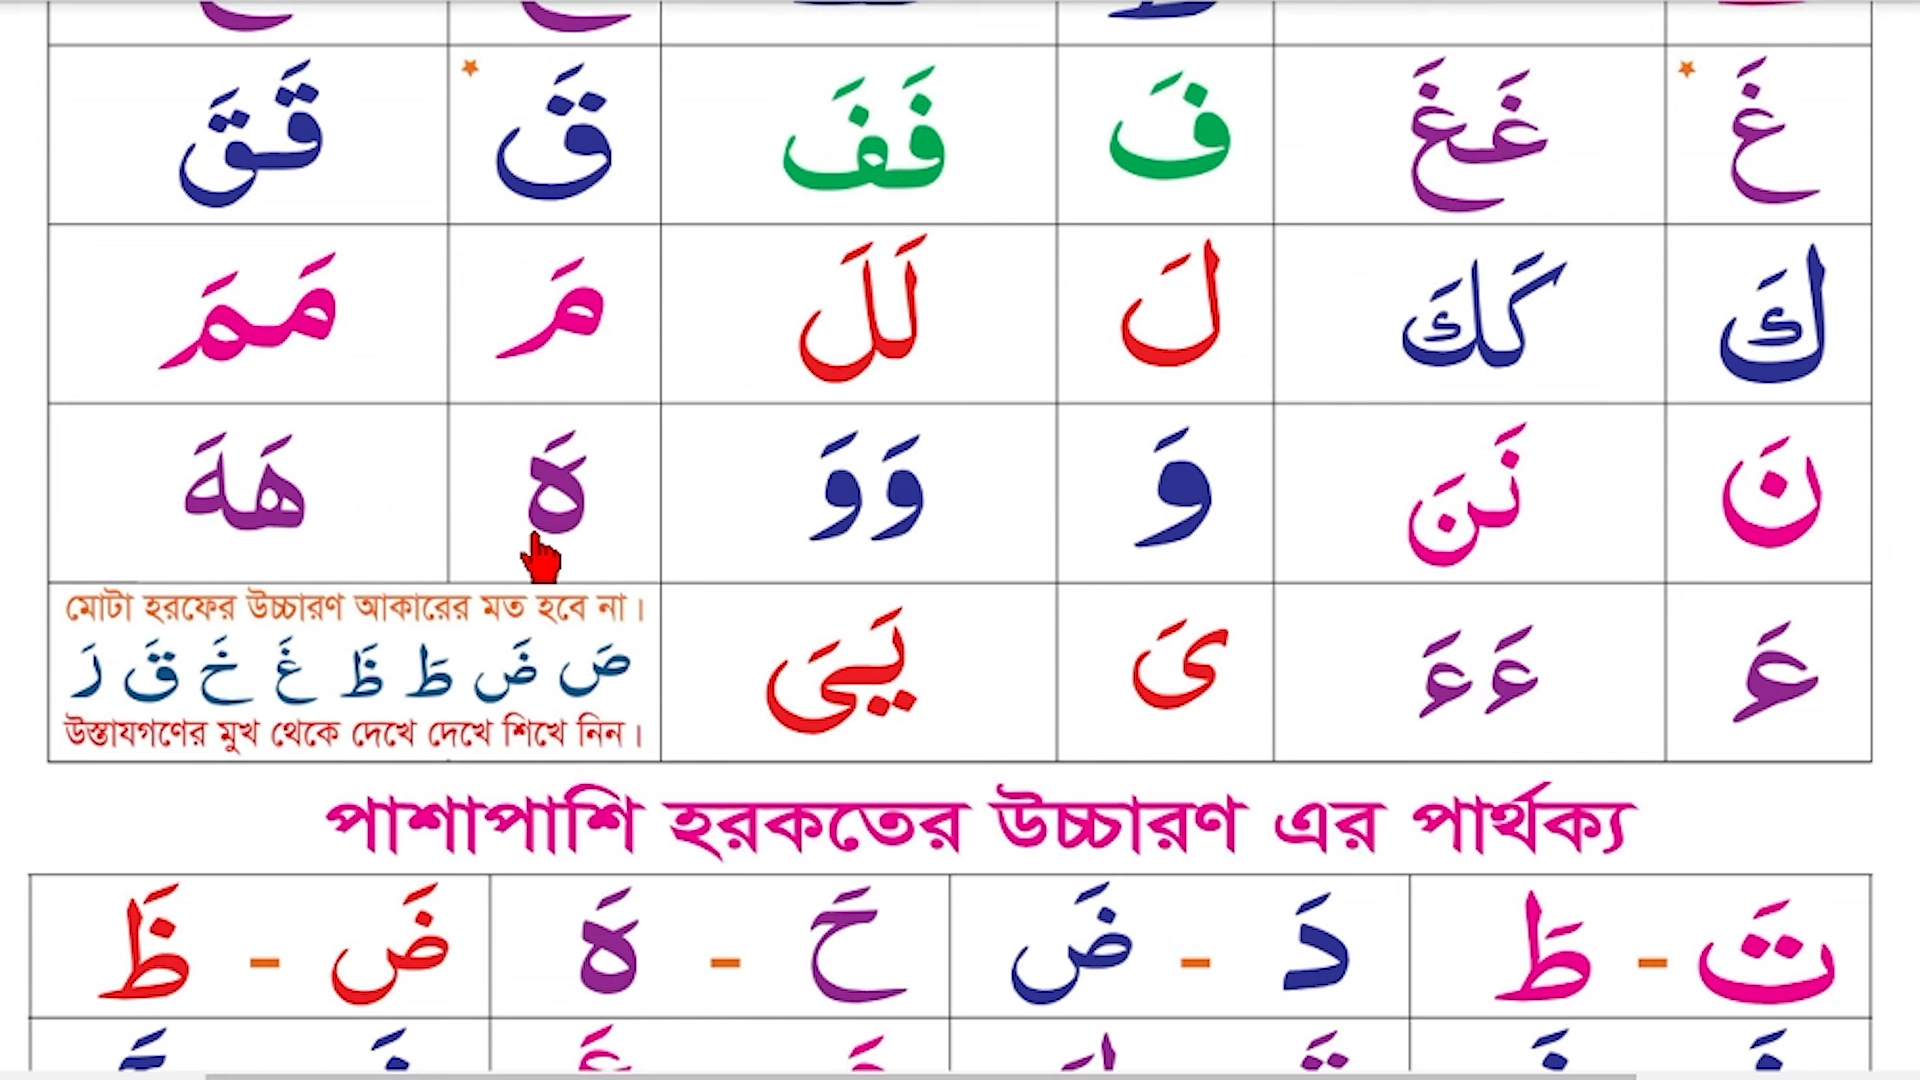 غَ غَغَ فَ فَفَ قَ قَقَ
كَ كَكَ لَ لَلَ مَ مَمَ
نَ نَنَ وَ وَوَ هَ هَهَ
ءَ ءَءَ یَ یَیَ
মোটা হরফের উচ্চারণ আকারের মত হবে না।
صَ ضَ طَ ظَ غَ خَ قَ رَ
উস্তাযগণের মুখ থেকে দেখে দেখে শিখে নিন।
পাশাপাশি হরকতের উচ্চারণ এর পার্থক্য
تَ - طَ دَ - ضَ حَ - هَ ضَ - ظَ